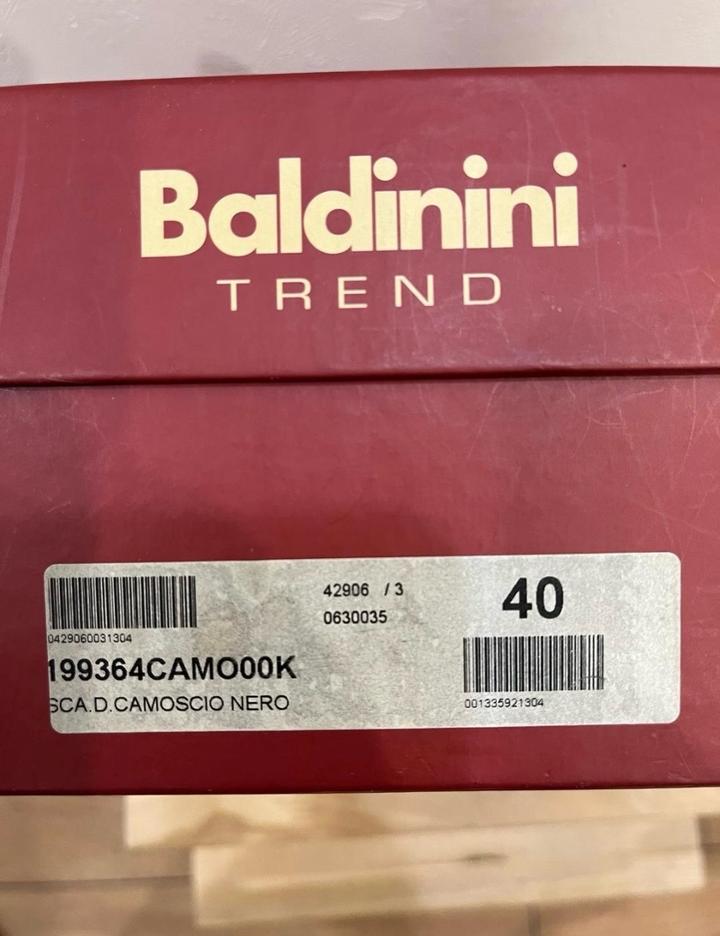 Baldinini
TREND
42906 / 3
40
0630035
0429060031304
199364CAMO00K
SCA.D.CAMOSCIO NERO
001335921304